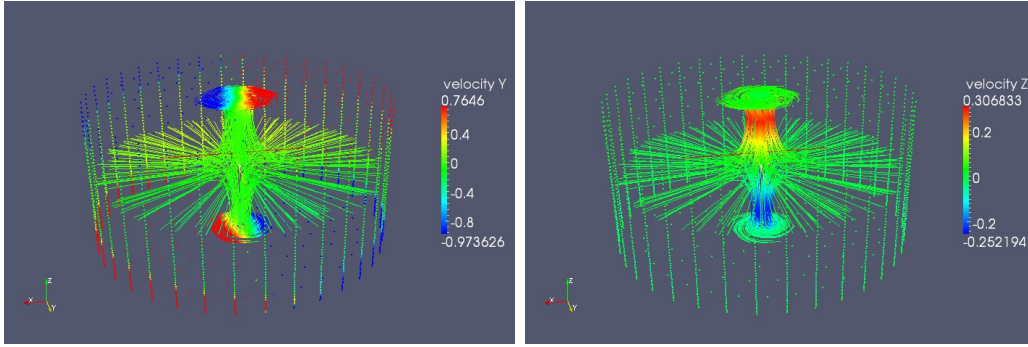 velocity Y
0.7646
0.4
0
-0.4
-0.8
-0.973626
Z
X
Y
velocity Z
0.306833
0.2
0
-0.2
-0.252194
Z
X
Y